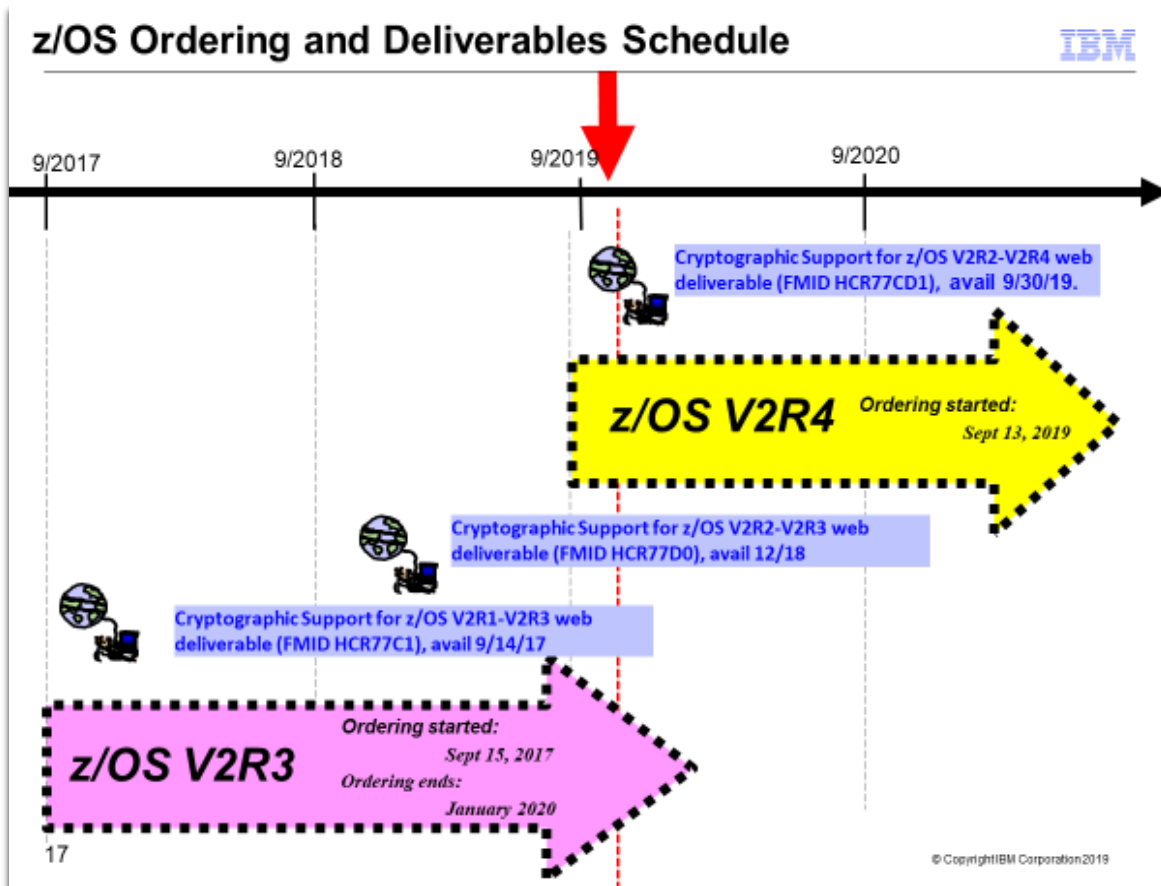 z/OS Ordering and Deliverables Schedule
IBM
9/2017
9/2018
9/2019
9/2020
Cryptographic Support for z/OS V2R2-V2R4 web
deliverable (FMID HCR77CD1), avail 9/30/19.
z/OS V2R4
Ordering started:
Sept 13, 2019
Cryptographic Support for z/OS V2R2-V2R3 web
deliverable (FMID HCR77D0), avail 12/18
Cryptographic Support for z/OS V2R1-V2R3 web
deliverable (FMID HCR77C1), avail 9/14/17
z/OS V2R3
Ordering started:
Sept 15, 2017
Ordering ends:
January 2020
17
© Copyright IBM Corporation 2019